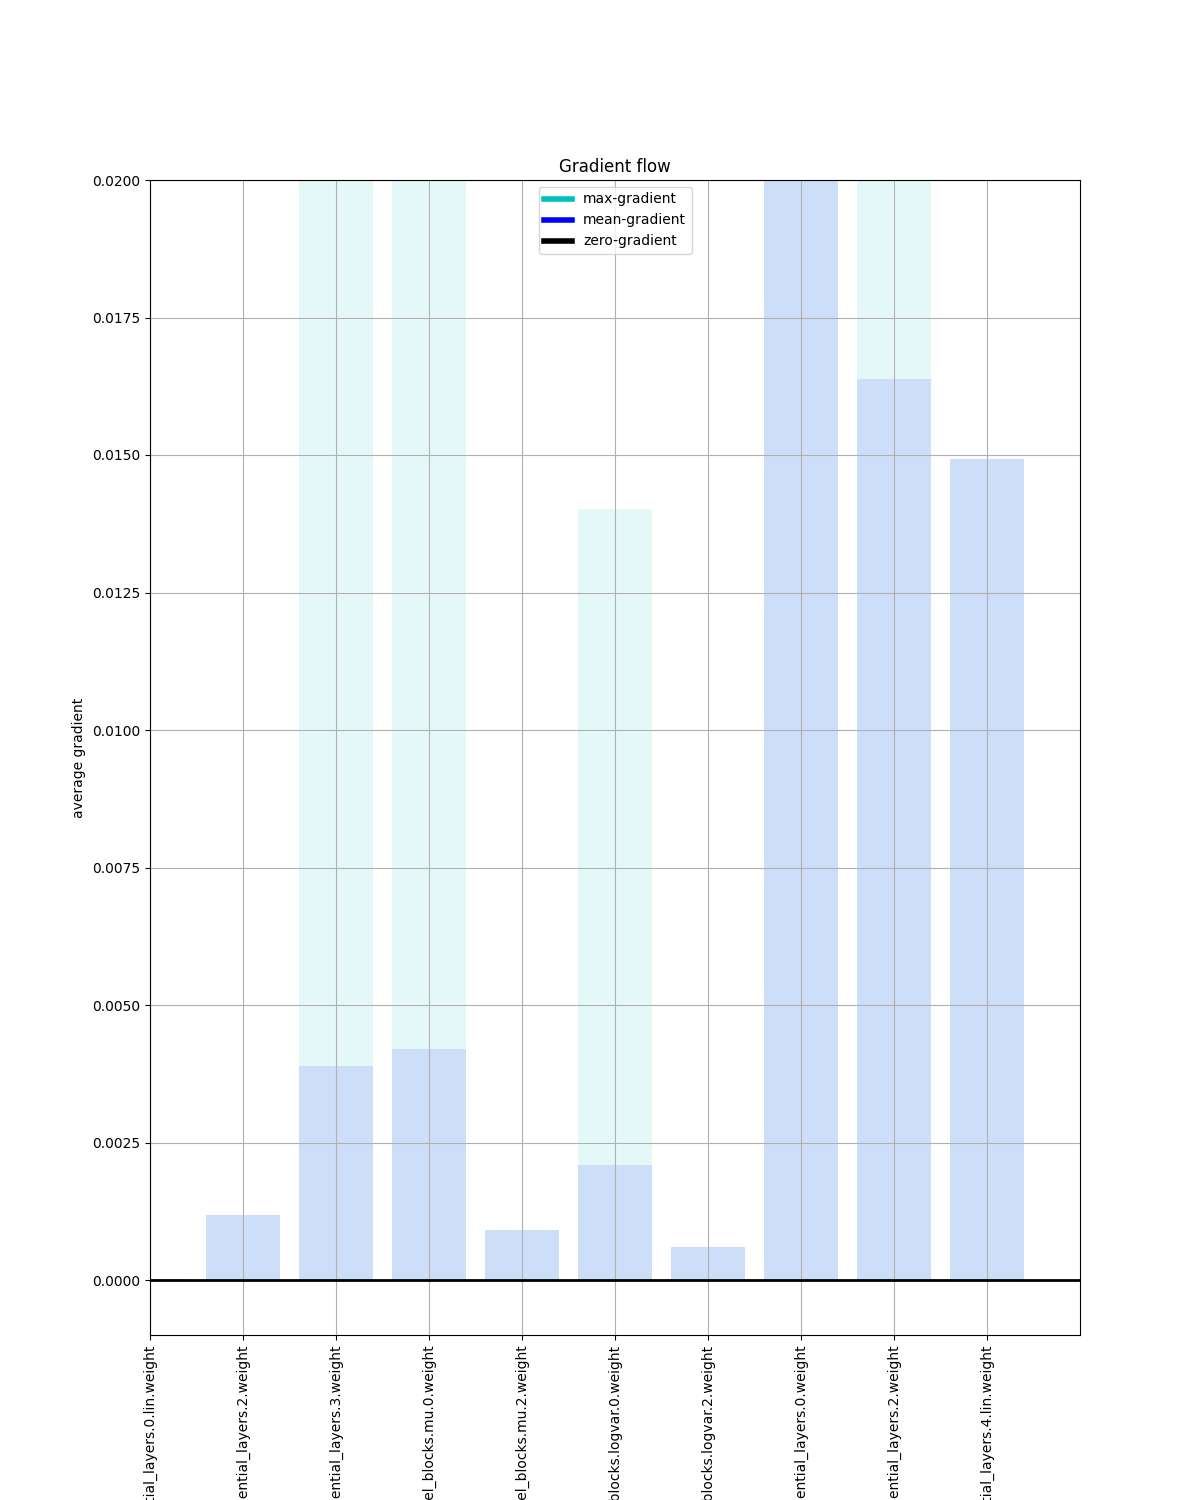 Gradient flow
max-gradient
mean-gradient
zero-gradient
0.0200
0.0175
0.0150
0.0125
0.0100
0.0075
0.0050
0.0025
0.0000
average gradient
tial_layers.0.lin.weight
ential_layers.2.weight
ential_layers.3.weight
el_blocks.mu.0.weight
el_blocks.mu.2.weight
blocks.logvar.0.weight
blocks.logvar.2.weight
ential_layers.0.weight
ential_layers.2.weight
tial_layers.4.lin.weight